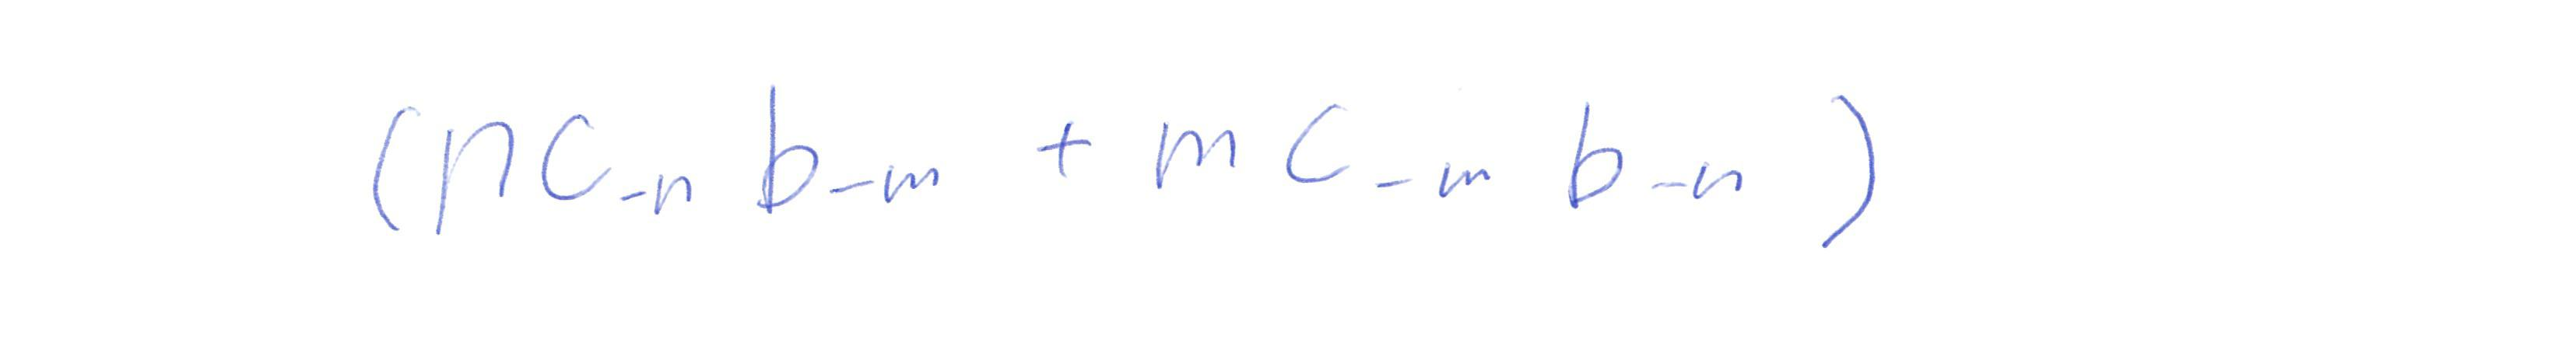 (n c_{-n} b_{-m} + m c_{-m} b_{-n})